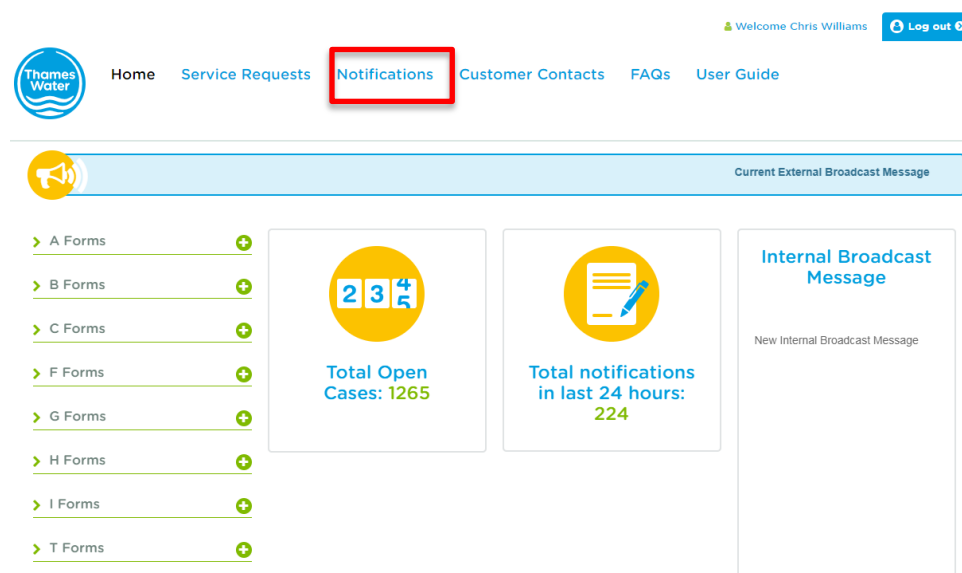 Welcome Chris Williams
Log out
Thames
Water
Home Service Requests Notifications Customer Contacts FAQs User Guide
Current External Broadcast Message
A Forms
B Forms
C Forms
F Forms
G Forms
H Forms
I Forms
T Forms
2 3 4
5
Total Open
Cases: 1265
Total notifications
in last 24 hours:
224
Internal Broadcast
Message
New Internal Broadcast Message